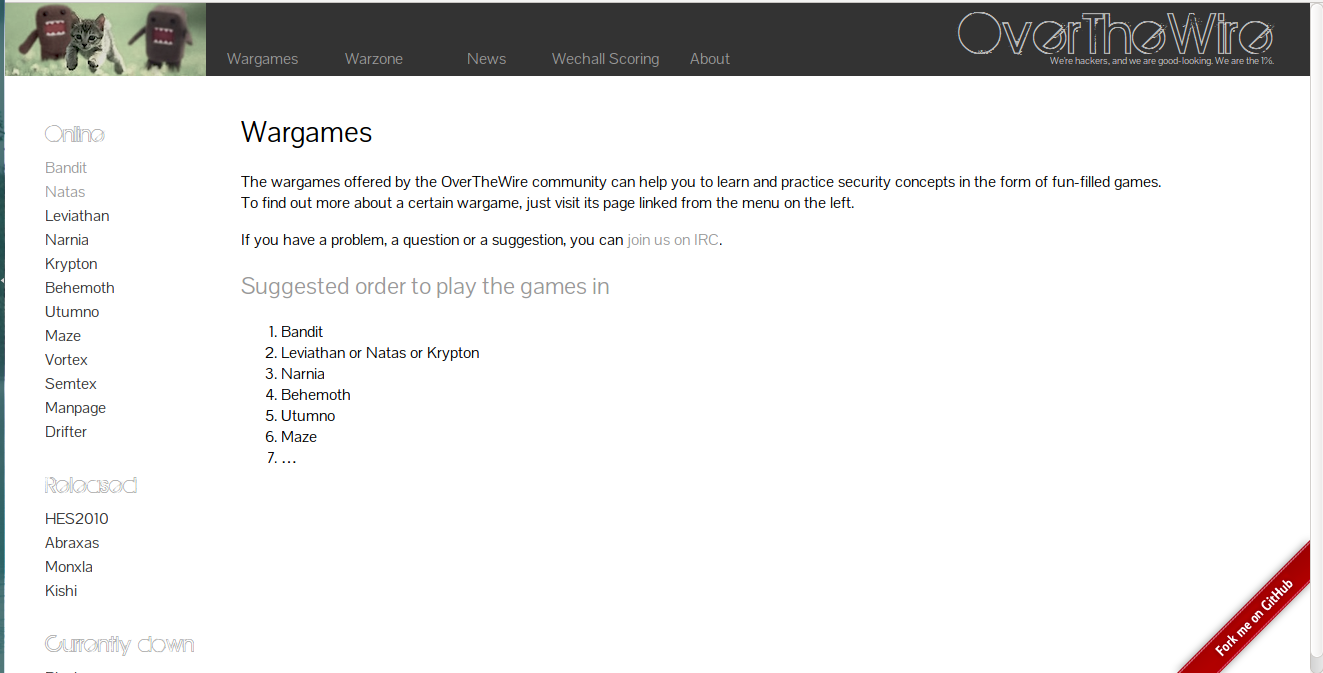 Wargames
Warzone
News
Wechall Scoring
About
OverTheWire
We're hackers, and we are good-looking. We are the 1%.
Online
Bandit
Natas
Leviathan
Narnia
Krypton
Behemoth
Utumno
Maze
Vortex
Semtex
Manpage
Drifter
Released
HES2010
Abraxas
Monxla
Kishi
Currently down
Wargames
The wargames offered by the OverTheWire community can help you to learn and practice security concepts in the form of fun-filled games.
To find out more about a certain wargame, just visit its page linked from the menu on the left.
If you have a problem, a question or a suggestion, you can join us on IRC.
Suggested order to play the games in
1. Bandit
2. Leviathan or Natas or Krypton
3. Narnia
4. Behemoth
5. Utumno
6. Maze
7. …
Fork me on GitHub